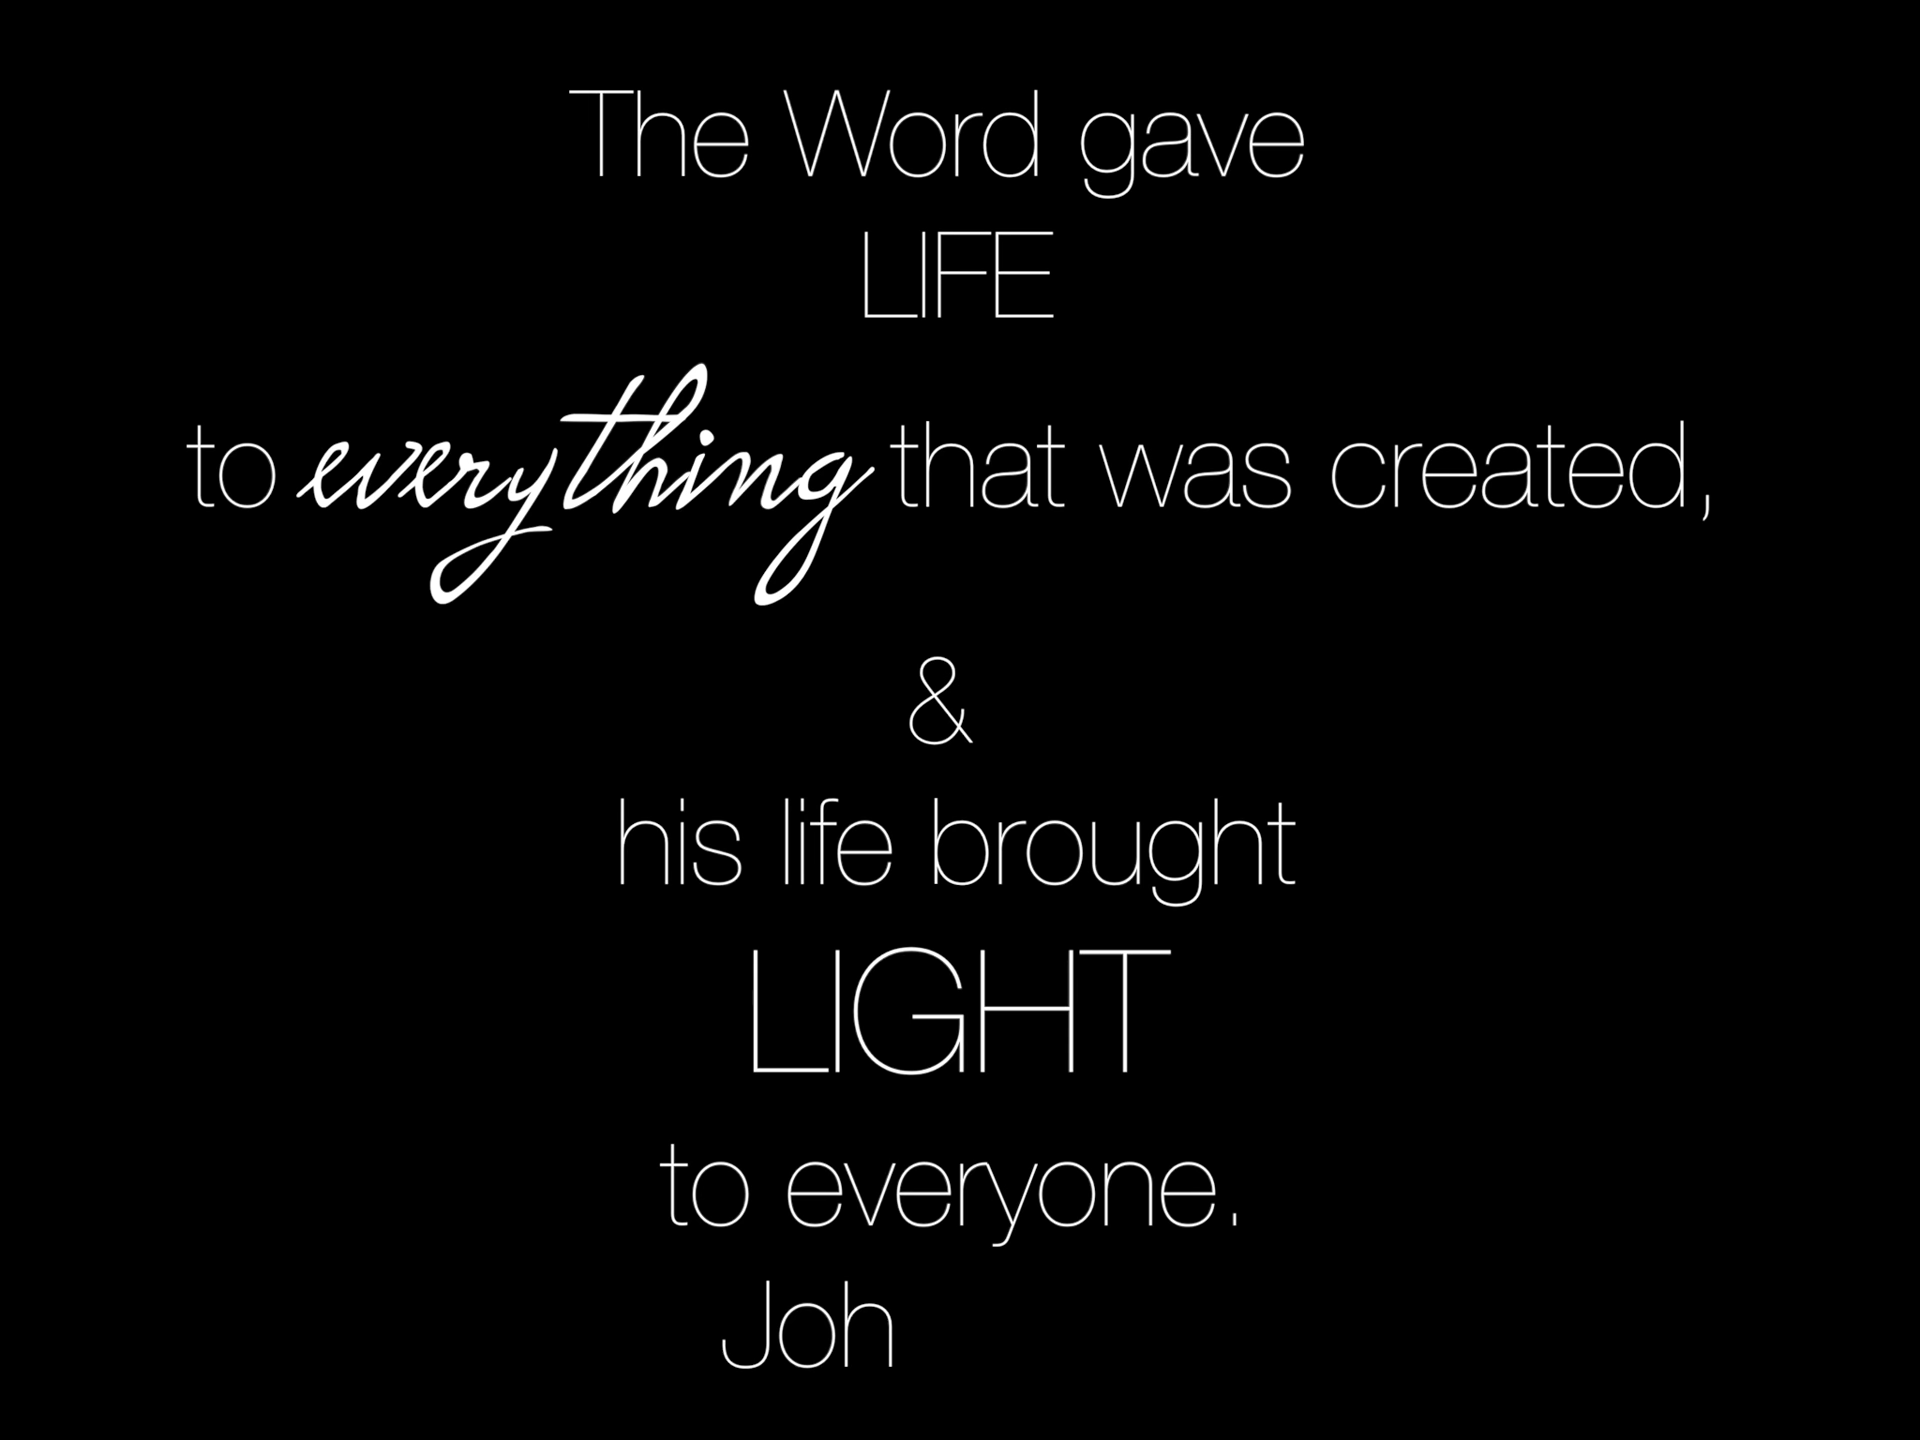 The Word gave
LIFE
to everything that was created,
&
his life brought
LIGHT
to everyone.
Joh